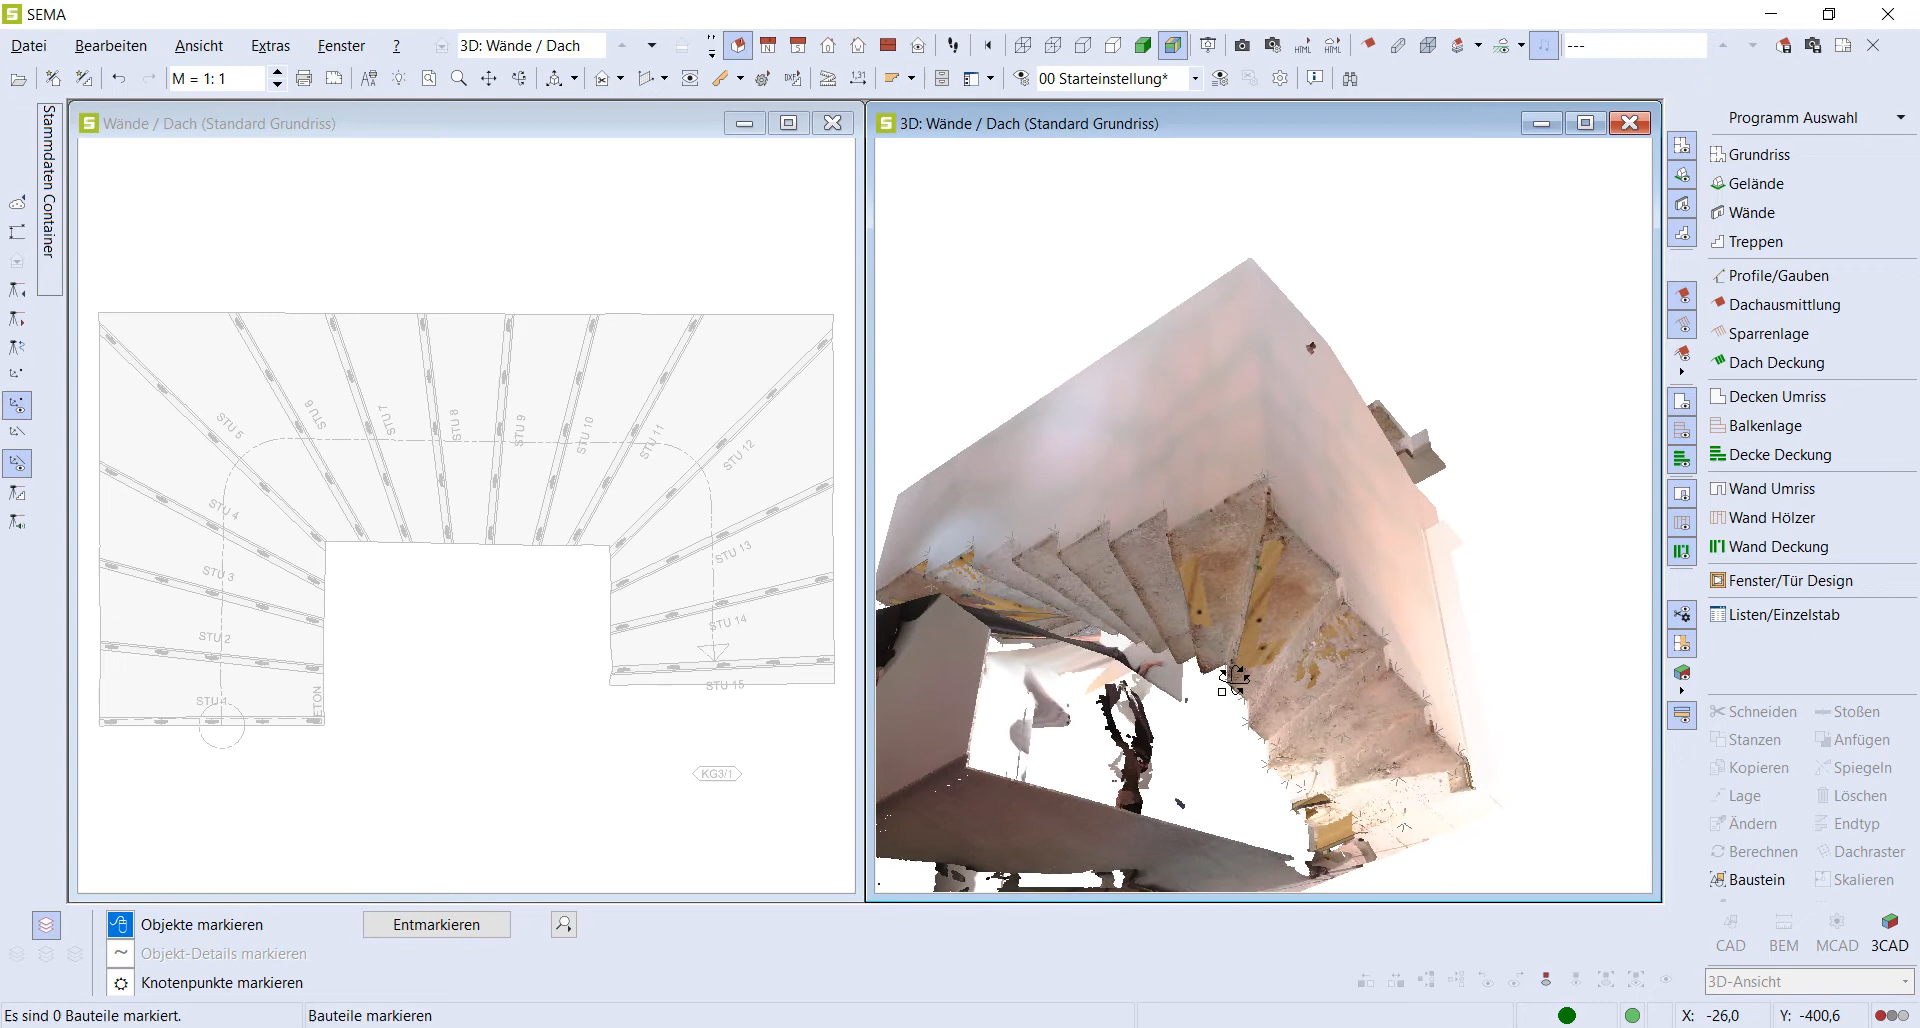 SEMA
Datei Bearbeiten Ansicht Extras Fenster ? 3D: Wände / Dach ---
M = 1: 1 1,31 00 Starteinstellung*
Stammdaten Container
Wände / Dach (Standard Grundriss)
3D: Wände / Dach (Standard Grundriss)
STU 1
STU 2
STU 3
STU 4
STU 5
STU 6
STU 7
STU 8
STU 9
STU 10
STU 11
STU 12
STU 13
STU 14
STU 15
ETON
KG3/1
Programm Auswahl
Grundriss
Gelände
Wände
Treppen
Profile/Gauben
Dachausmittlung
Sparrenlage
Dach Deckung
Decken Umriss
Balkenlage
Decke Deckung
Wand Umriss
Wand Hölzer
Wand Deckung
Fenster/Tür Design
Listen/Einzelstab
Schneiden Stoßen
Stanzen Anfügen
Kopieren Spiegeln
Lage Löschen
Ändern Endtyp
Berechnen Dachraster
Baustein Skalieren
CAD BEM MCAD 3CAD
3D-Ansicht
Objekte markieren Entmarkieren
Objekt-Details markieren
Knotenpunkte markieren
Es sind 0 Bauteile markiert. Bauteile markieren X: -26,0 Y: -400,6